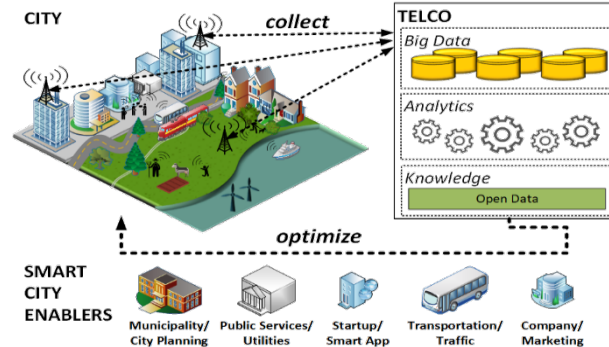 CITY
collect
TELCO
Big Data
Analytics
Knowledge
Open Data
optimize
SMART
CITY
ENABLERS
Municipality/
City Planning
Public Services/
Utilities
Startup/
Smart App
Transportation/
Traffic
Company/
Marketing